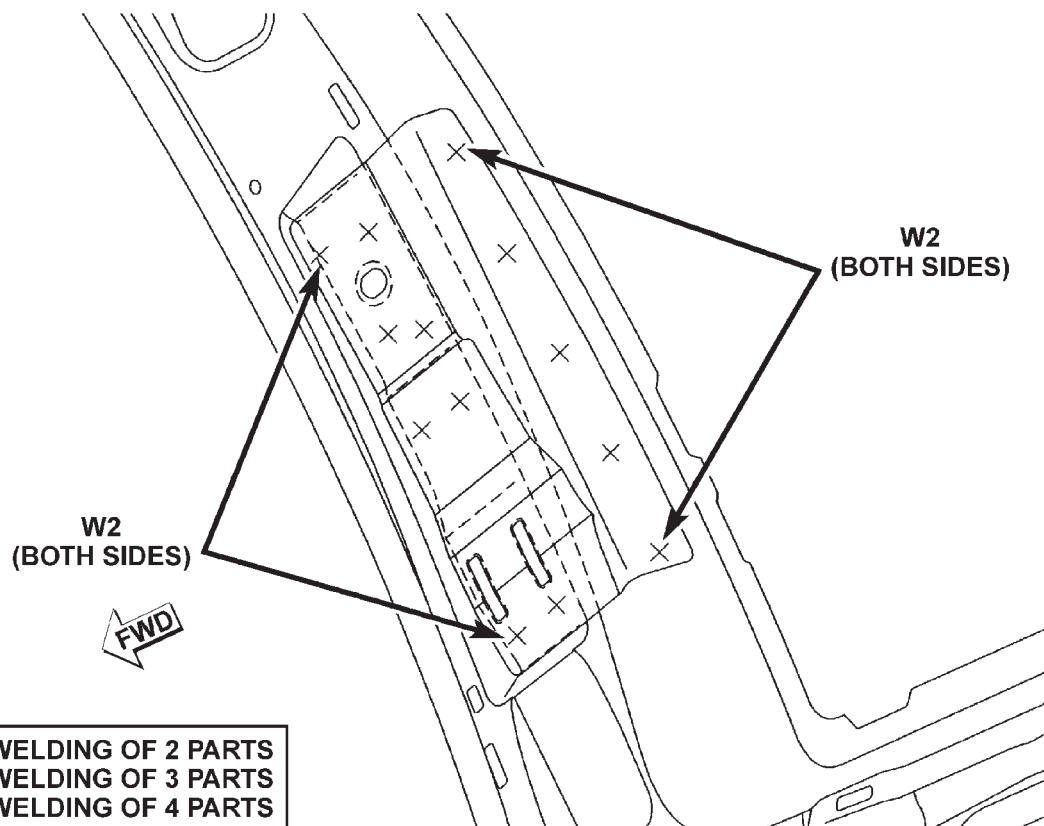 W2
(BOTH SIDES)
W2
(BOTH SIDES)
FWD
WELDING OF 2 PARTS
WELDING OF 3 PARTS
WELDING OF 4 PARTS